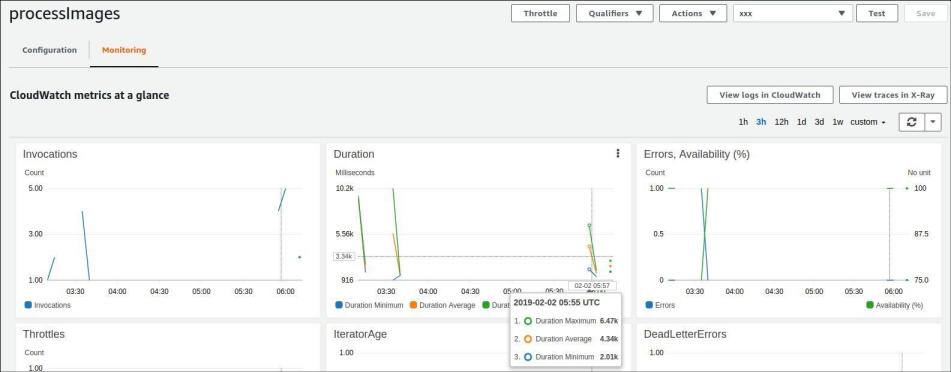 processImages
Throttle
Qualifiers
Actions
xxx
Test
Save
Configuration
Monitoring
CloudWatch metrics at a glance
View logs in CloudWatch
View traces in X-Ray
1h 3h 12h 1d 3d 1w custom
Invocations
Count
5.00
3.00
1.00
03:30 04:00 04:30 05:00 05:30 06:00
Invocations
Duration
Milliseconds
10.2k
5.56k
3.34k
916
03:30 04:00 04:30 05:00 05:30
02-02 05:57
Duration Minimum Duration Average Durat
2019-02-02 05:55 UTC
1. Duration Maximum 6.47k
2. Duration Average 4.34k
3. Duration Minimum 2.01k
Errors, Availability (%)
Count
No unit
1.00
0.5
0
100
87.5
75.0
03:30 04:00 04:30 05:00 05:30 06:00
Errors
Availability (%)
Throttles
Count
1.00
IteratorAge
1.00
DeadLetterErrors
1.00